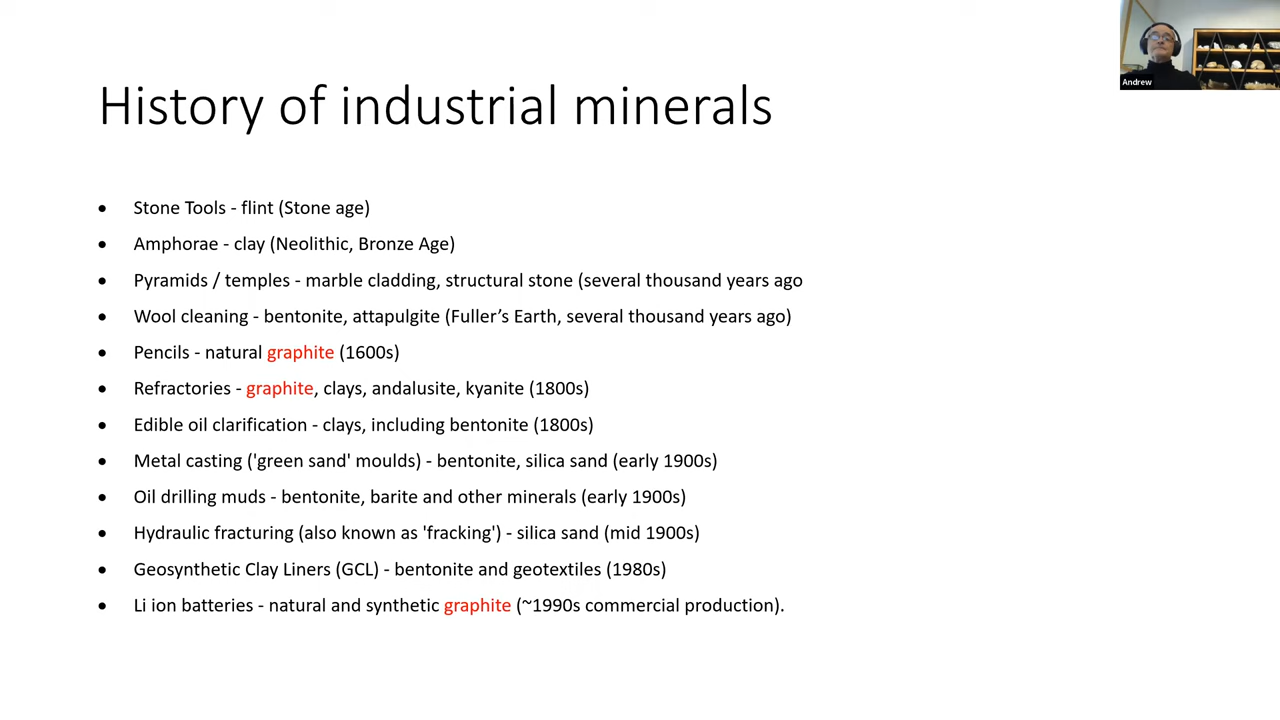 Andrew
History of industrial minerals
• Stone Tools - flint (Stone age)
• Amphorae - clay (Neolithic, Bronze Age)
• Pyramids / temples - marble cladding, structural stone (several thousand years ago
• Wool cleaning - bentonite, attapulgite (Fuller’s Earth, several thousand years ago)
• Pencils - natural graphite (1600s)
• Refractories - graphite, clays, andalusite, kyanite (1800s)
• Edible oil clarification - clays, including bentonite (1800s)
• Metal casting ('green sand' moulds) - bentonite, silica sand (early 1900s)
• Oil drilling muds - bentonite, barite and other minerals (early 1900s)
• Hydraulic fracturing (also known as 'fracking') - silica sand (mid 1900s)
• Geosynthetic Clay Liners (GCL) - bentonite and geotextiles (1980s)
• Li ion batteries - natural and synthetic graphite (~1990s commercial production).